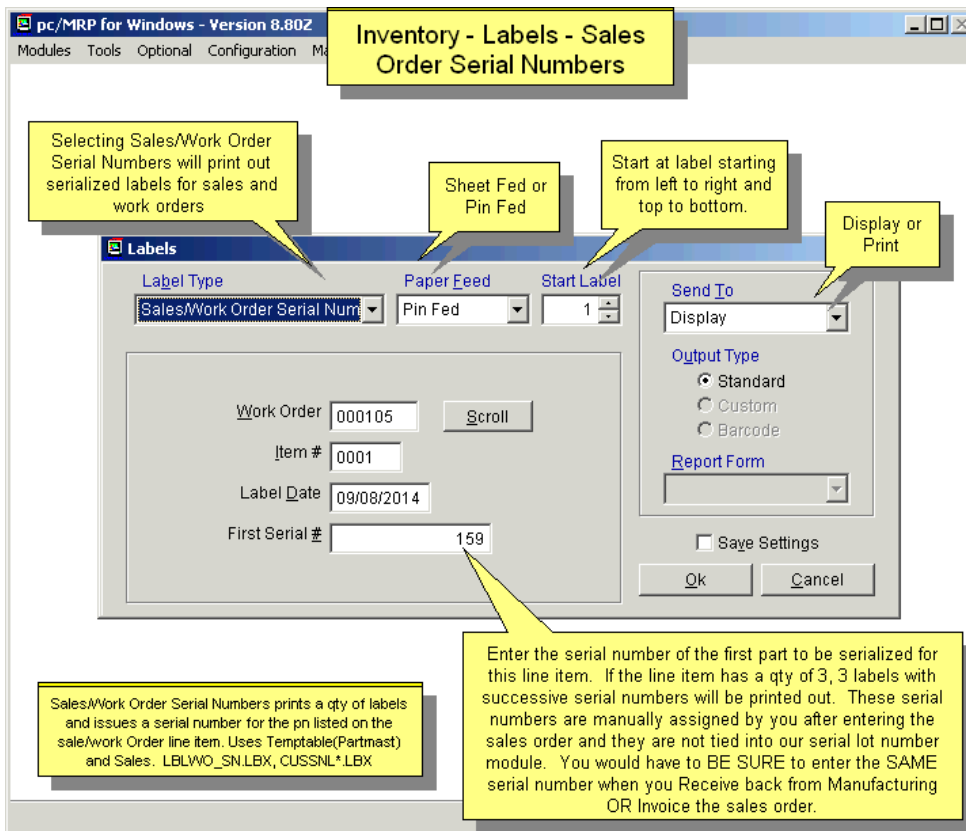 pc/MRP for Windows - Version 8.80Z
Modules Tools Optional Configuration Ma
Inventory - Labels - Sales
Order Serial Numbers
Selecting Sales/Work Order
Serial Numbers will print out
serialized labels for sales and
work orders
Sheet Fed or
Pin Fed
Start at label starting
from left to right and
top to bottom.
Display or
Print
Labels
Label Type
Paper Feed
Start Label
Sales/Work Order Serial Num
Pin Fed
1
Send To
Display
Output Type
Standard
Custom
Barcode
Report Form
Work Order 000105 Scroll
Item # 0001
Label Date 09/08/2014
First Serial # 159
Save Settings
Ok Cancel
Enter the serial number of the first part to be serialized for
this line item. If the line item has a qty of 3, 3 labels with
successive serial numbers will be printed out. These serial
numbers are manually assigned by you after entering the
sales order and they are not tied into our serial lot number
module. You would have to BE SURE to enter the SAME
serial number when you Receive back from Manufacturing
OR Invoice the sales order.
Sales/Work Order Serial Numbers prints a qty of labels
and issues a serial number for the pn listed on the
sale/work Order line item. Uses Temptable(Partmast)
and Sales. LBLWO_SN.LBX, CUSSNL*.LBX